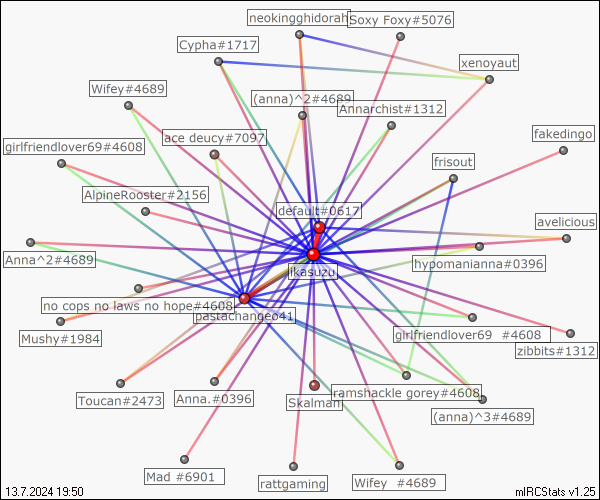 neokingghidorah
Soxy Foxy#5076
Cypha#1717
xenoyaut
Wifey#4689
(anna)^2#4689
Annarchist#1312
ace deucy#7097
girlfriendlover69#4608
fakedingo
frisout
AlpineRooster#2156
default#0617
avelicious
Anna^2#4689
ikasuzu
hypomanianna#0396
no cops no laws no hope#4608
pastachangeo41
Mushy#1984
girlfriendlover69 #4608
zibbits#1312
Toucan#2473
Anna.#0396
Skalman
ramshackle gorey#4608
(anna)^3#4689
Mad #6901
rattgaming
Wifey #4689
13.7.2024 19:50
mIRCStats v1.25